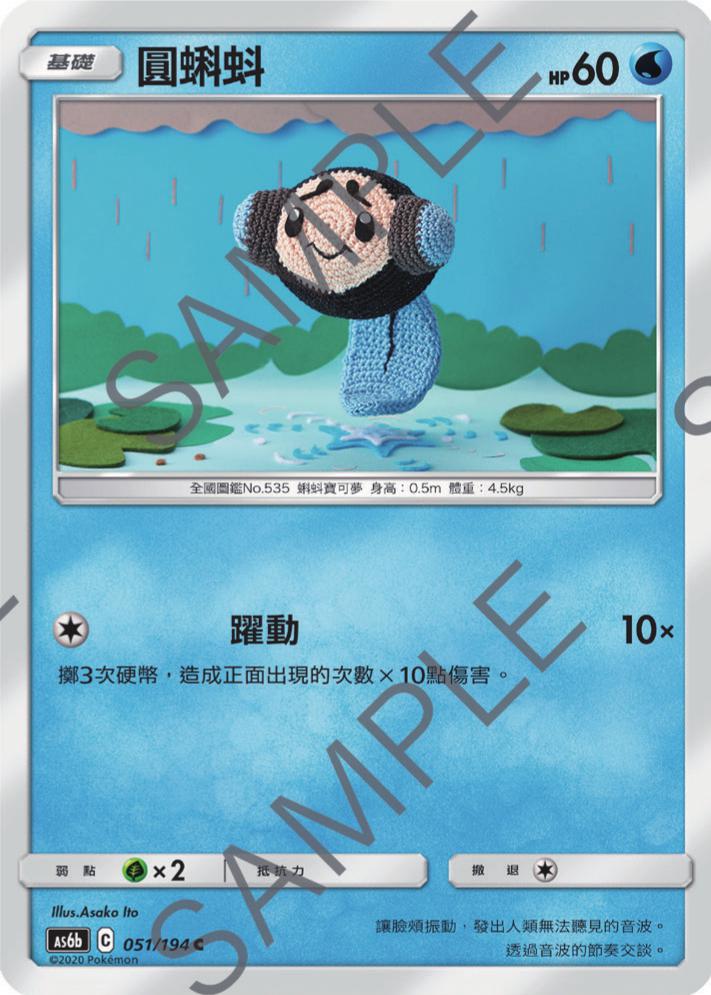 基礎 圓蝌蚪 HP60
全國圖鑑No.535 蝌蚪寶可夢 身高：0.5m 體重：4.5kg
躍動 10×
擲3次硬幣，造成正面出現的次數×10點傷害。
弱點 ×2 抵抗力 撤退
Illus.Asako Ito
AS6b C 051/194 C
©2020 Pokémon
讓臉頰振動，發出人類無法聽見的音波。
透過音波的節奏交談。
SAMPLE
SAMPLE